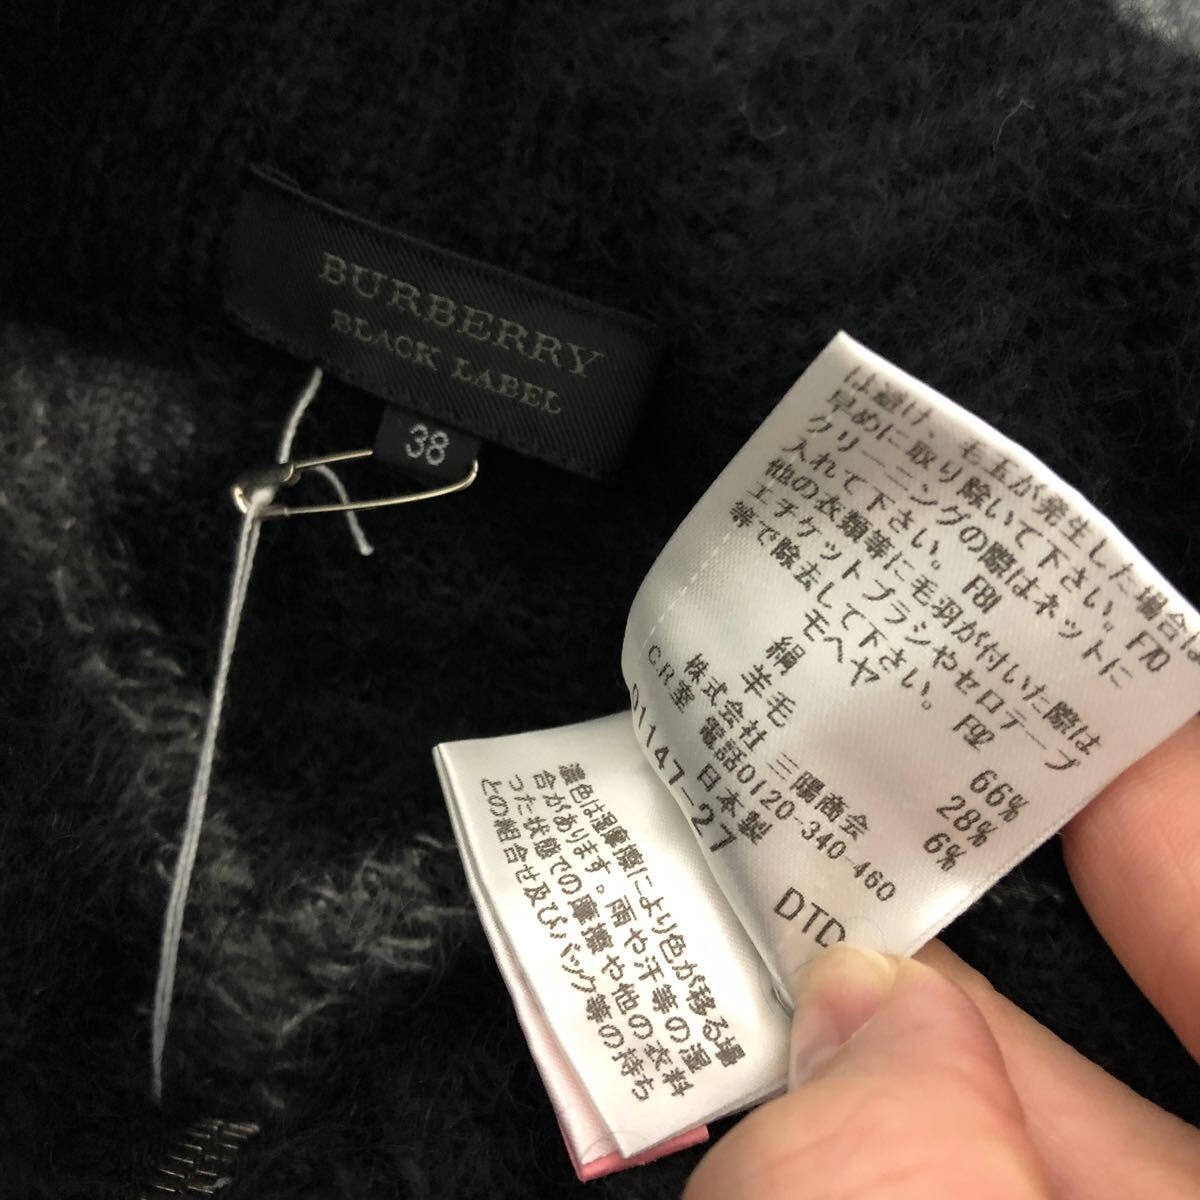 BURBERRY
BLACK LABEL
38
は避け、毛玉が発生した場合は
早めに取り除いて下さい。F70
クリーニングの際はネットに
入れて下さい。F81
他の衣類等に毛羽が付いた際は
エチケットブラシやセロテープ
等で除去して下さい。F92
モヘヤ 66%
羊毛 28%
絹 6%
株式会社 三陽商会
C.R.室 電話0120-340-460
日本製
01147-27 DTD
濃色は湿摩擦により色が移る場
合があります。雨や汗等の湿
った状態での摩擦や他の衣料
との組合せ及びバック等の持ち